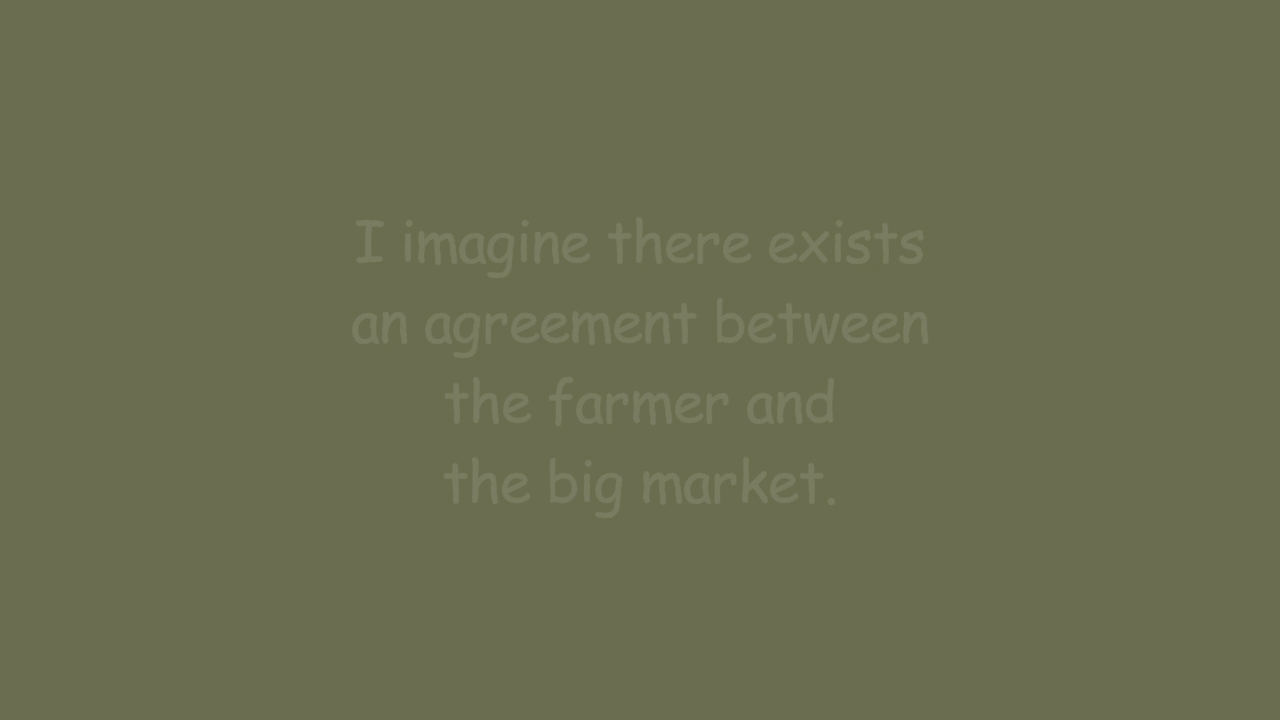 I imagine there exists
an agreement between
the farmer and
the big market.